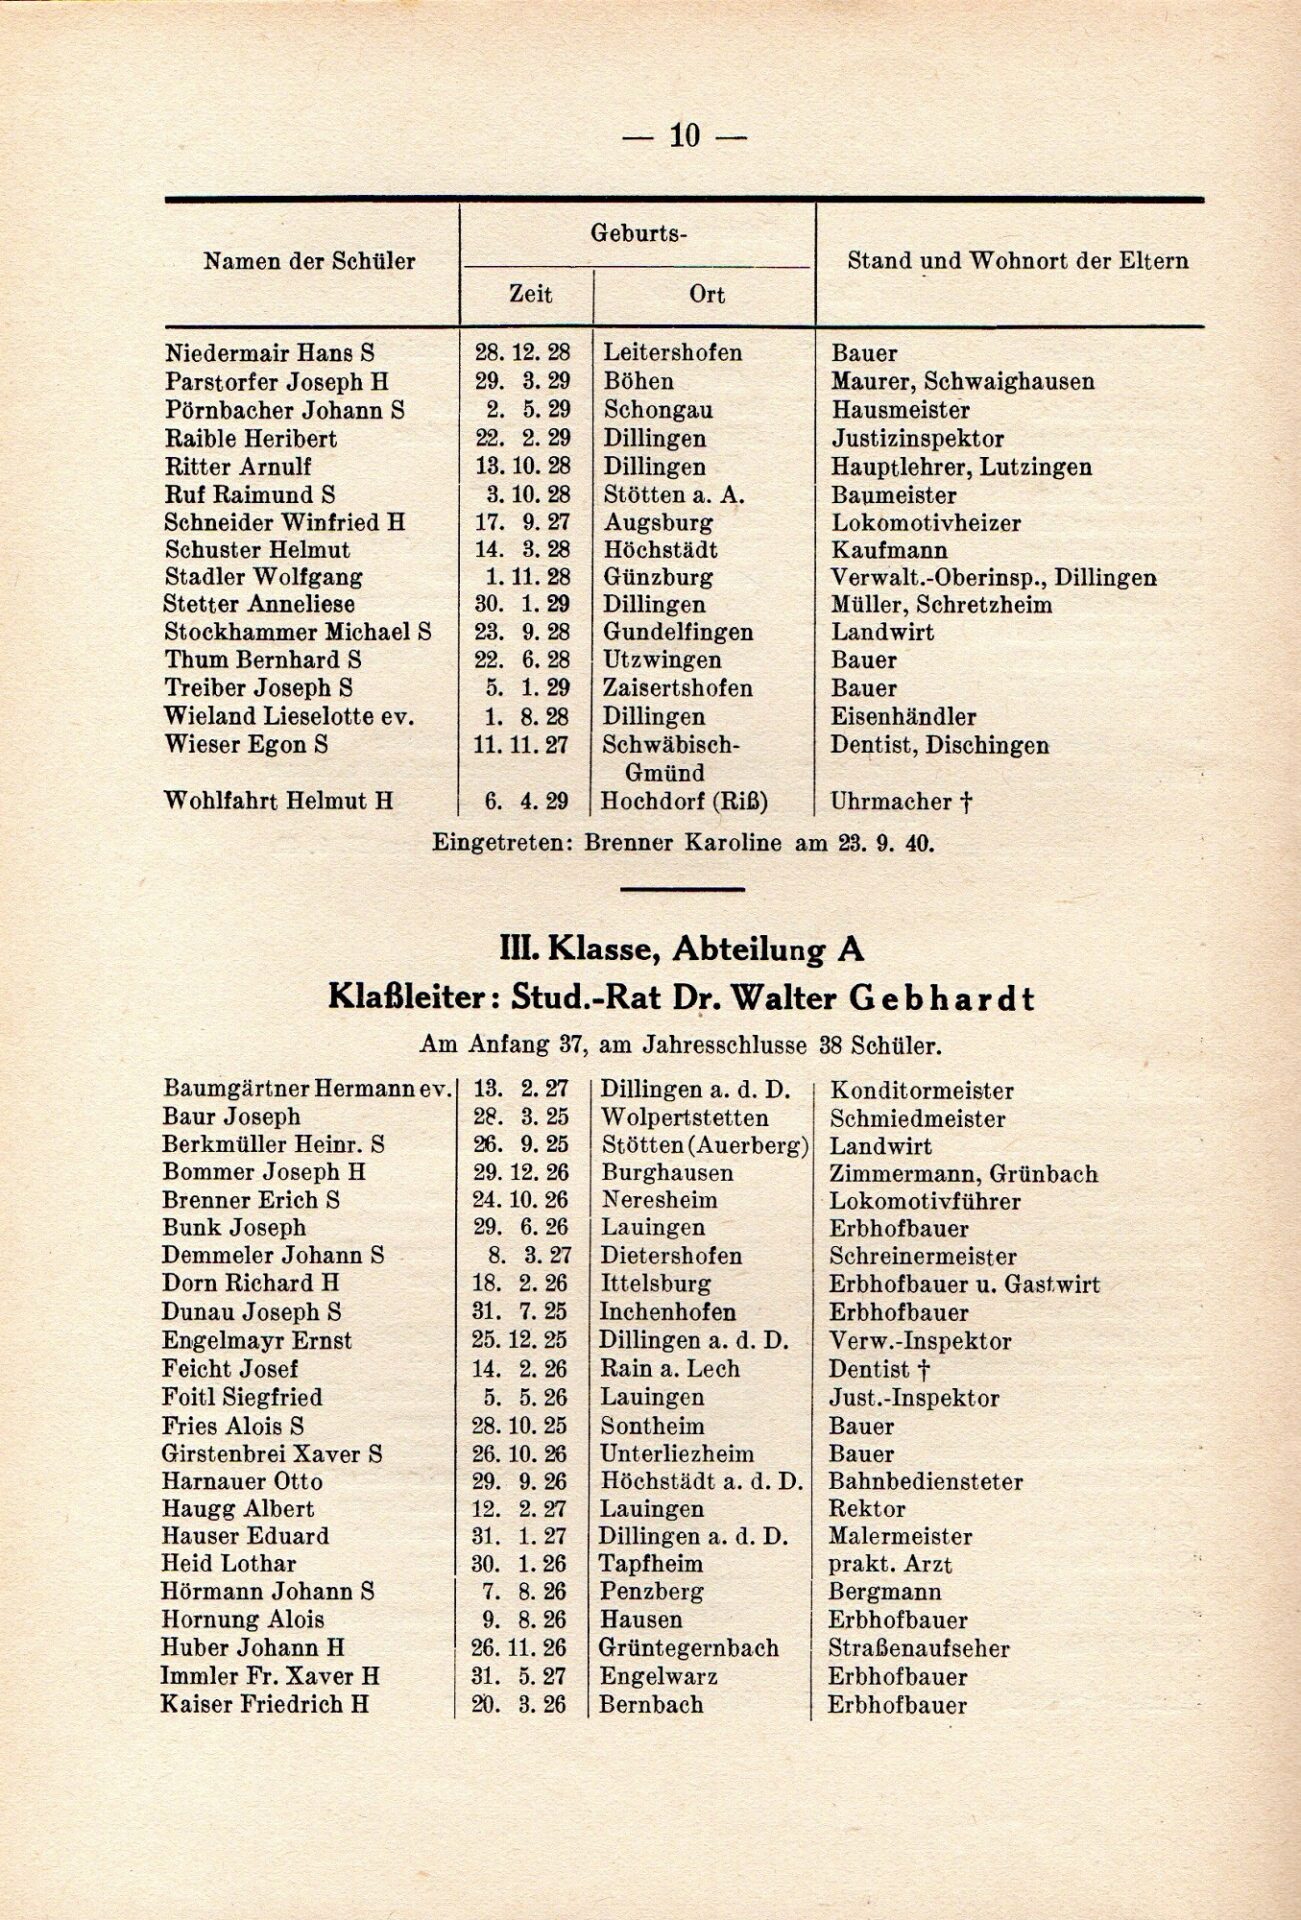 — 10 —
Namen der Schüler Geburts- Stand und Wohnort der Eltern
Zeit Ort
Niedermair Hans S 28. 12. 28 Leitershofen Bauer
Parstorfer Joseph H 29. 3. 29 Böhen Maurer, Schwaighausen
Pörnbacher Johann S 2. 5. 29 Schongau Hausmeister
Raible Heribert 22. 2. 29 Dillingen Justizinspektor
Ritter Arnulf 13. 10. 28 Dillingen Hauptlehrer, Lutzingen
Ruf Raimund S 3. 10. 28 Stötten a. A. Baumeister
Schneider Winfried H 17. 9. 27 Augsburg Lokomotivheizer
Schuster Helmut 14. 3. 28 Höchstädt Kaufmann
Stadler Wolfgang 1. 11. 28 Günzburg Verwalt.-Oberinsp., Dillingen
Stetter Anneliese 30. 1. 29 Dillingen Müller, Schretzheim
Stockhammer Michael S 23. 9. 28 Gundelfingen Landwirt
Thum Bernhard S 22. 6. 28 Utzwingen Bauer
Treiber Joseph S 5. 1. 29 Zaisertshofen Bauer
Wieland Lieselotte ev. 1. 8. 28 Dillingen Eisenhändler
Wieser Egon S 11. 11. 27 Schwäbisch- Dentist, Dischingen
Gmünd
Wohlfahrt Helmut H 6. 4. 29 Hochdorf (Riß) Uhrmacher †
Eingetreten: Brenner Karoline am 23. 9. 40.
III. Klasse, Abteilung A
Klaßleiter: Stud.-Rat Dr. Walter Gebhardt
Am Anfang 37, am Jahresschlusse 38 Schüler.
Baumgärtner Hermann ev. 13. 2. 27 Dillingen a. d. D. Konditormeister
Baur Joseph 28. 3. 25 Wolpertstetten Schmiedmeister
Berkmüller Heinr. S 26. 9. 25 Stötten (Auerberg) Landwirt
Bommer Joseph H 29. 12. 26 Burghausen Zimmermann, Grünbach
Brenner Erich S 24. 10. 26 Neresheim Lokomotivführer
Bunk Joseph 29. 6. 26 Lauingen Erbhofbauer
Demmeler Johann S 8. 3. 27 Dietershofen Schreinermeister
Dorn Richard H 18. 2. 26 Ittelsburg Erbhofbauer u. Gastwirt
Dunau Joseph S 31. 7. 25 Inchenhofen Erbhofbauer
Engelmayr Ernst 25. 12. 25 Dillingen a. d. D. Verw.-Inspektor
Feicht Josef 14. 2. 26 Rain a. Lech Dentist †
Foitl Siegfried 5. 5. 26 Lauingen Just.-Inspektor
Fries Alois S 28. 10. 25 Sontheim Bauer
Girstenbrei Xaver S 26. 10. 26 Unterliezheim Bauer
Harnauer Otto 29. 9. 26 Höchstädt a. d. D. Bahnbediensteter
Haugg Albert 12. 2. 27 Lauingen Rektor
Hauser Eduard 31. 1. 27 Dillingen a. d. D. Malermeister
Heid Lothar 30. 1. 26 Tapfheim prakt. Arzt
Hörmann Johann S 7. 8. 26 Penzberg Bergmann
Hornung Alois 9. 8. 26 Hausen Erbhofbauer
Huber Johann H 26. 11. 26 Grüntegernbach Straßenaufseher
Immler Fr. Xaver H 31. 5. 27 Engelwarz Erbhofbauer
Kaiser Friedrich H 20. 3. 26 Bernbach Erbhofbauer